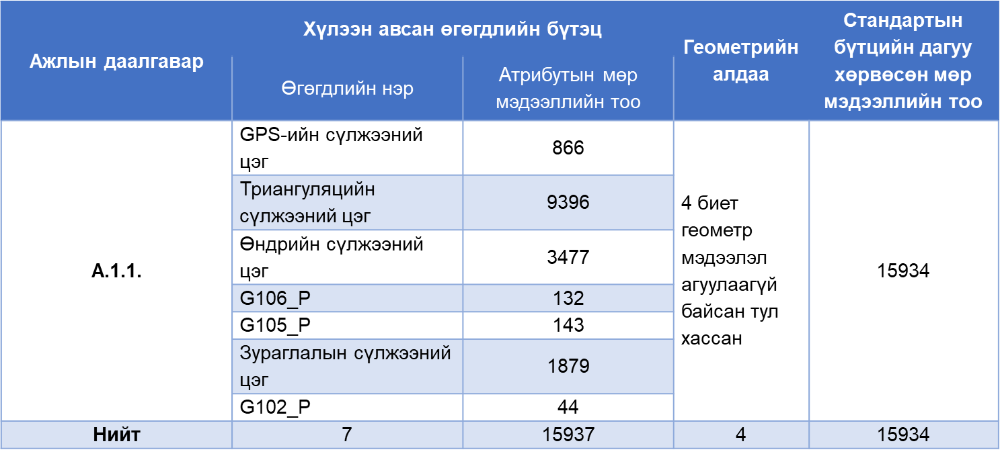 Ажлын даалгавар
Хүлээн авсан өгөгдлийн бүтэц
Өгөгдлийн нэр
Атрибутын мөр
мэдээллийн тоо
Геометрийн
алдаа
Стандартын
бүтцийн дагуу
хөрвөсөн мөр
мэдээллийн тоо
А.1.1.
GPS-ийн сүлжээний
цэг
866
Триангуляцийн
сүлжээний цэг
9396
Өндрийн сүлжээний
цэг
3477
G106_P
132
G105_P
143
Зураглалын сүлжээний
цэг
1879
G102_P
44
4 биет
геометр
мэдээлэл
агуулаагүй
байсан тул
хассан
15934
Нийт
7
15937
4
15934